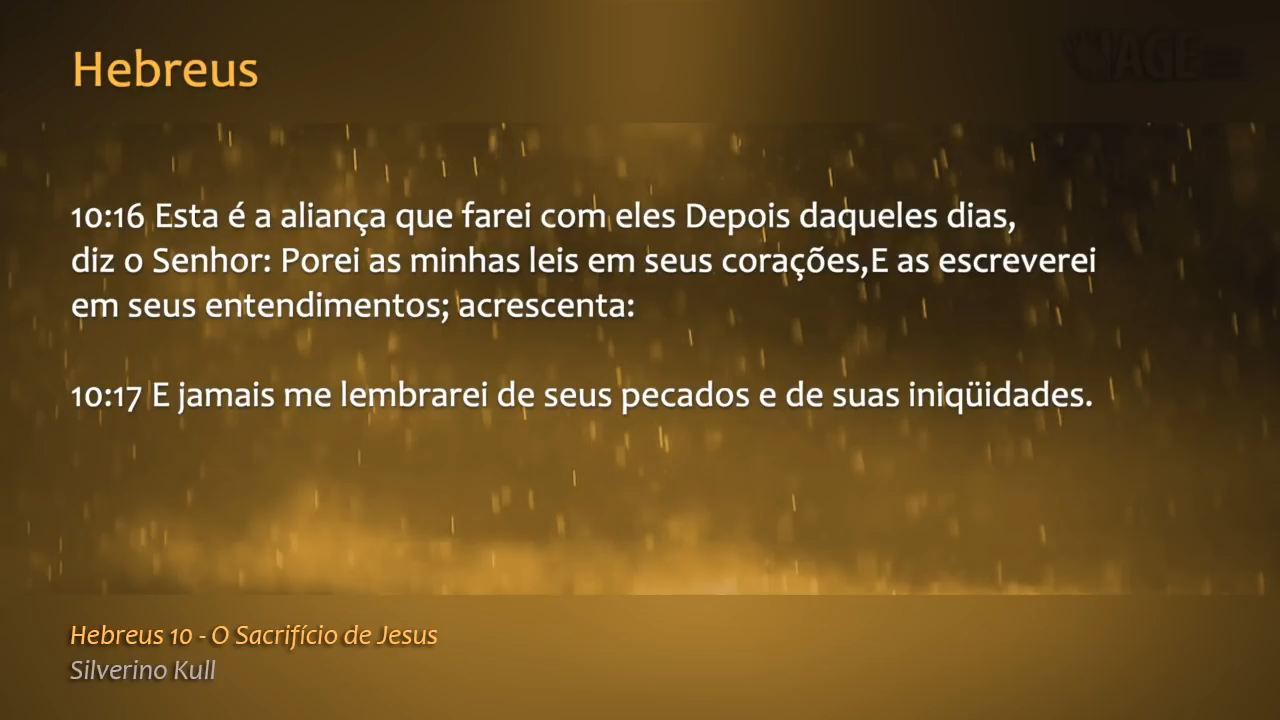 Hebreus
10:16 Esta é a aliança que farei com eles Depois daqueles dias,
diz o Senhor: Porei as minhas leis em seus corações,E as escreverei
em seus entendimentos; acrescenta:
10:17 E jamais me lembrarei de seus pecados e de suas iniqüidades.
Hebreus 10 - O Sacrifício de Jesus
Silverino Kull